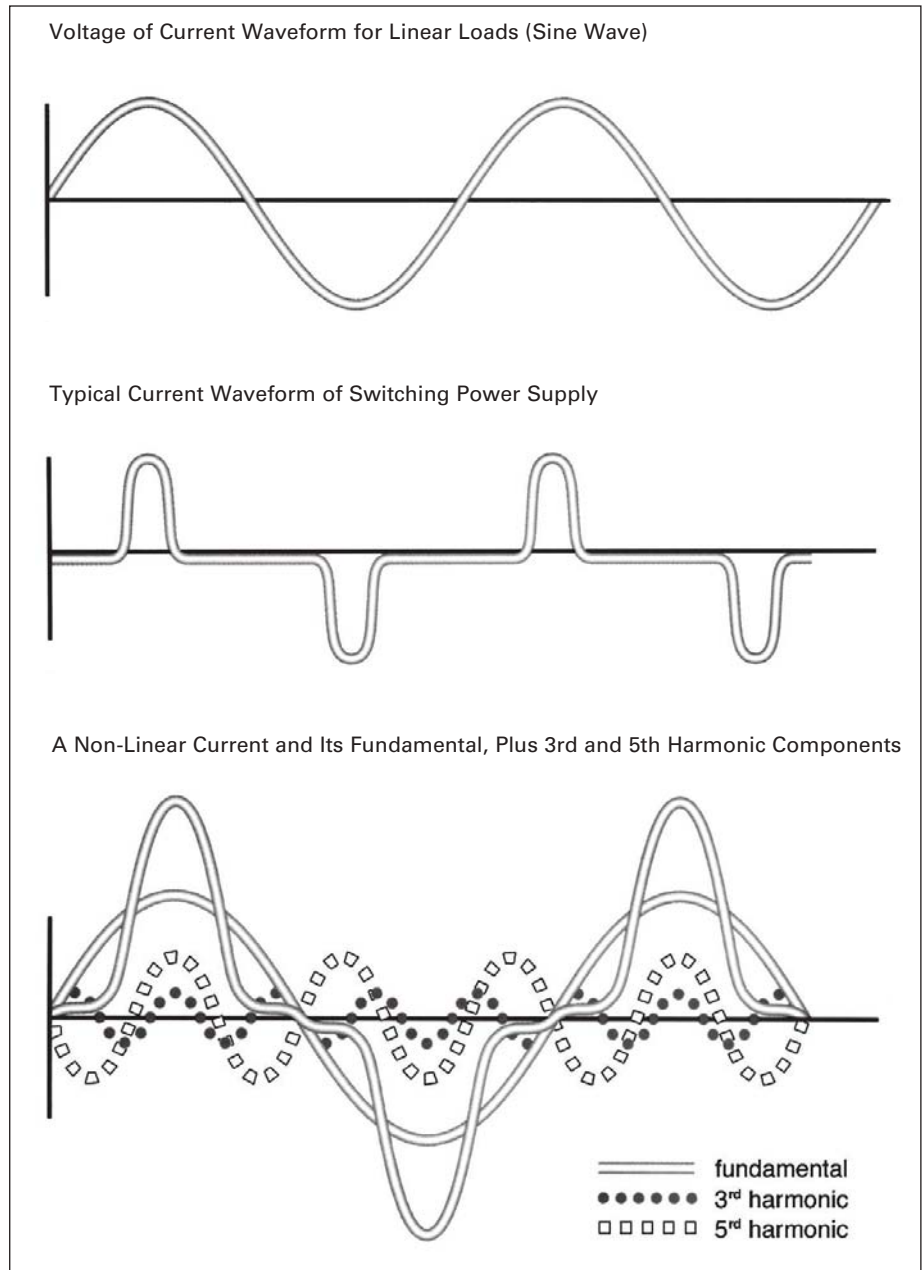 Voltage of Current Waveform for Linear Loads (Sine Wave)
Typical Current Waveform of Switching Power Supply
A Non-Linear Current and Its Fundamental, Plus 3rd and 5th Harmonic Components
fundamental
3rd harmonic
5rd harmonic